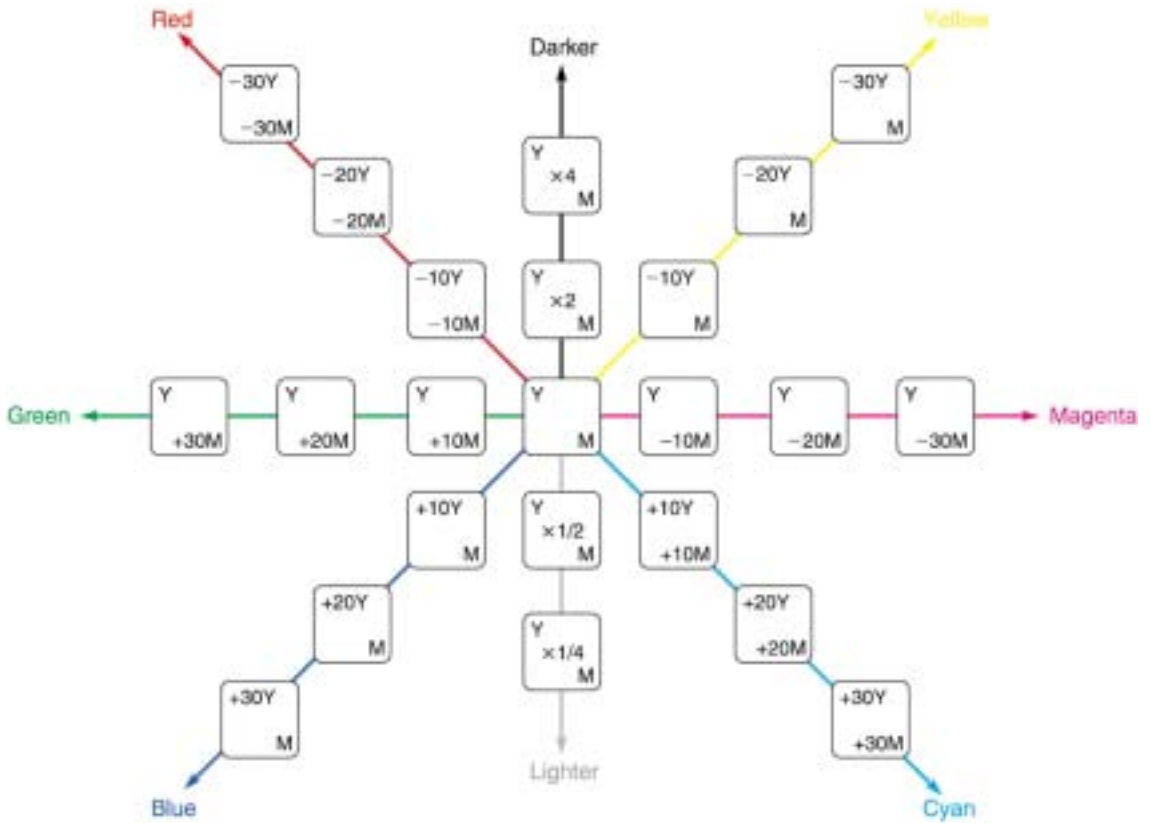 Red
Yellow
Darker
−30Y
−30M
−30Y
M
Y
×4
M
−20Y
−20M
−20Y
M
−10Y
−10M
Y
×2
M
−10Y
M
Green
Y
+30M
Y
+20M
Y
+10M
Y
M
Y
−10M
Y
−20M
Y
−30M
Magenta
+10Y
M
Y
×1/2
M
+10Y
+10M
+20Y
M
Y
×1/4
M
+20Y
+20M
+30Y
M
+30Y
+30M
Lighter
Blue
Cyan